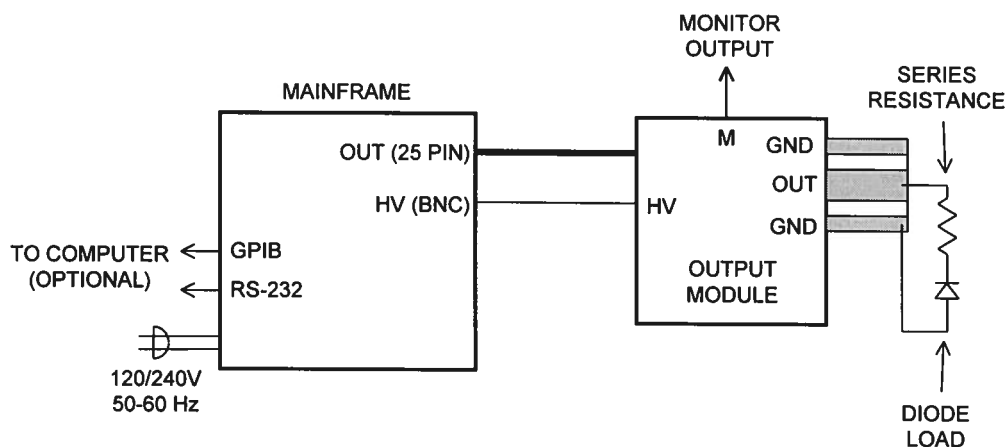 MONITOR
OUTPUT
SERIES
RESISTANCE
MAINFRAME
OUT (25 PIN)
HV (BNC)
GPIB
RS-232
TO COMPUTER
(OPTIONAL)
120/240V
50-60 Hz
M
GND
OUT
HV
GND
OUTPUT
MODULE
DIODE
LOAD